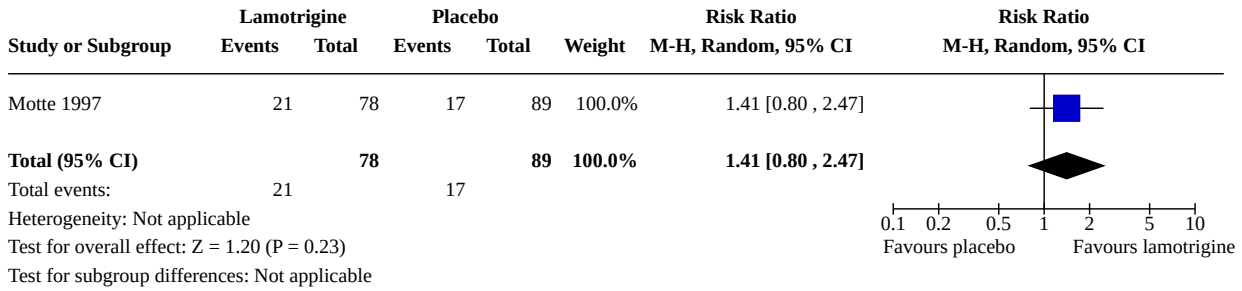 Lamotrigine Placebo Risk Ratio Risk Ratio
Study or Subgroup Events Total Events Total Weight M-H, Random, 95% CI M-H, Random, 95% CI
Motte 1997 21 78 17 89 100.0% 1.41 [0.80 , 2.47]
Total (95% CI) 78 89 100.0% 1.41 [0.80 , 2.47]
Total events: 21 17
Heterogeneity: Not applicable
0.1 0.2 0.5 1 2 5 10
Test for overall effect: Z = 1.20 (P = 0.23)
Favours placebo Favours lamotrigine
Test for subgroup differences: Not applicable